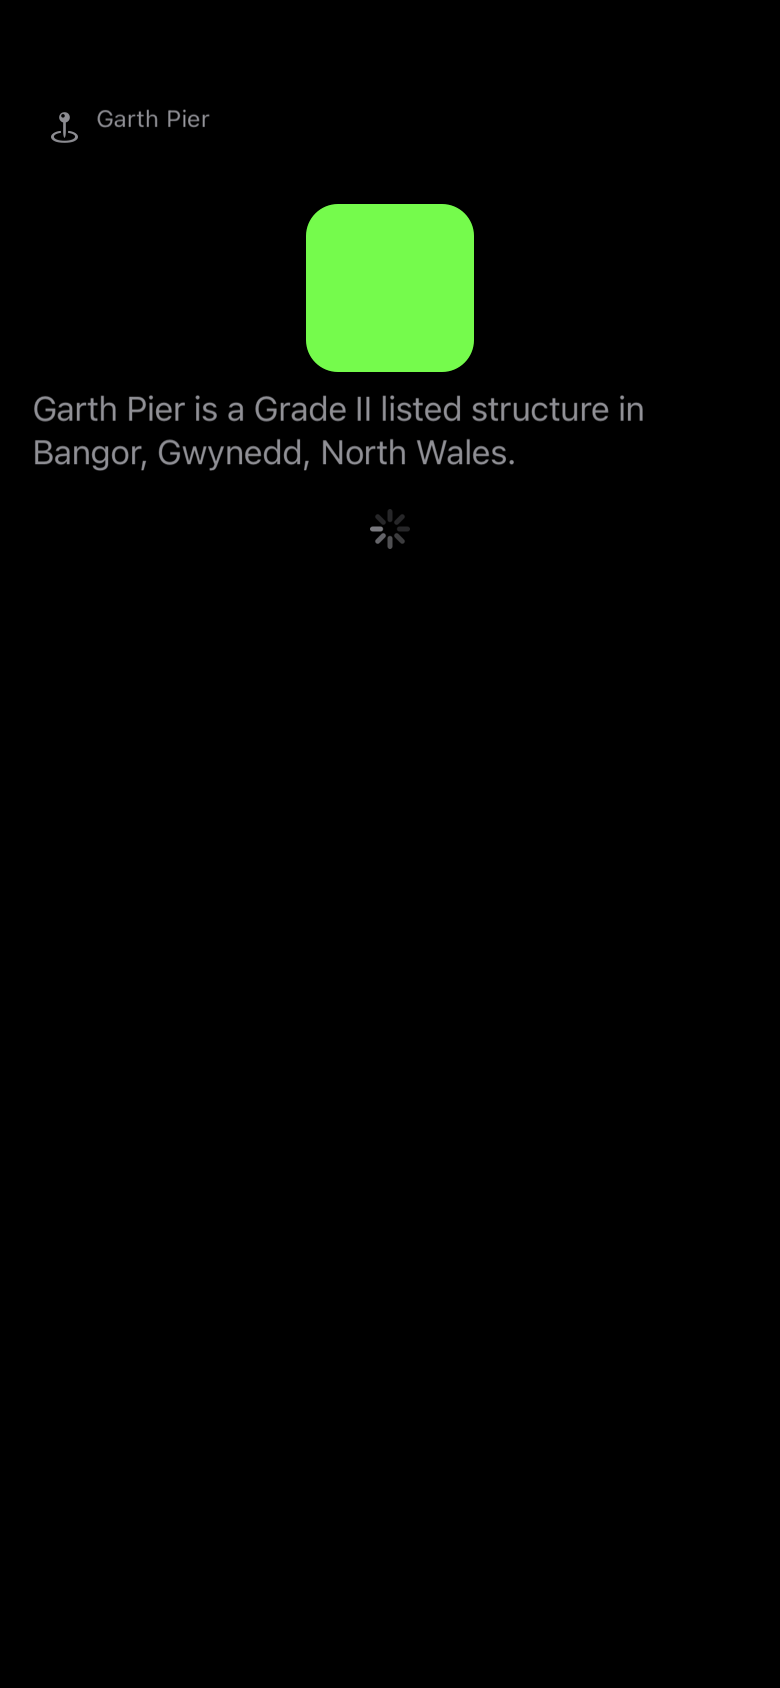 Garth Pier
Garth Pier is a Grade II listed structure in
Bangor, Gwynedd, North Wales.